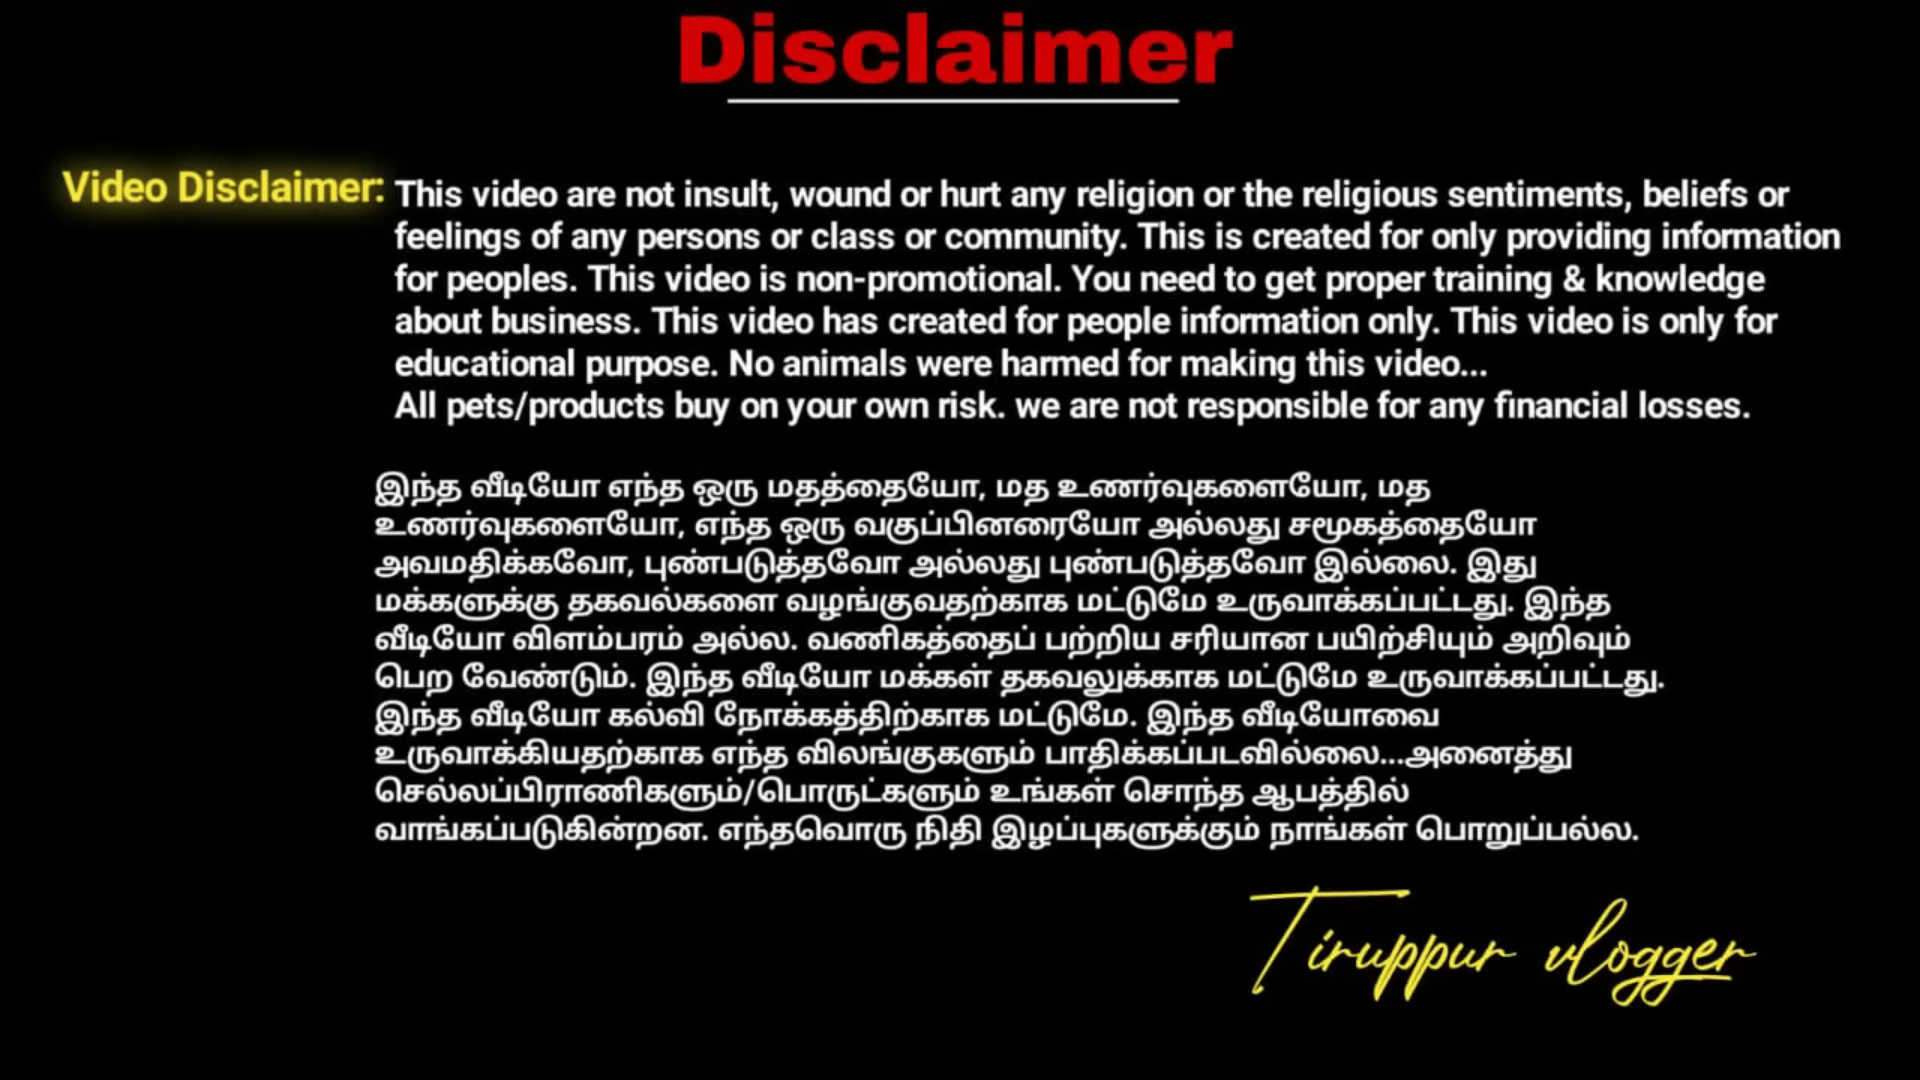 Disclaimer
Video Disclaimer: This video are not insult, wound or hurt any religion or the religious sentiments, beliefs or
feelings of any persons or class or community. This is created for only providing information
for peoples. This video is non-promotional. You need to get proper training & knowledge
about business. This video has created for people information only. This video is only for
educational purpose. No animals were harmed for making this video...
All pets/products buy on your own risk. we are not responsible for any financial losses.
இந்த வீடியோ எந்த ஒரு மதத்தையோ, மத உணர்வுகளையோ, மத
உணர்வுகளையோ, எந்த ஒரு வகுப்பினரையோ அல்லது சமூகத்தையோ
அவமதிக்கவோ, புண்படுத்தவோ அல்லது புண்படுத்தவோ இல்லை. இது
மக்களுக்கு தகவல்களை வழங்குவதற்காக மட்டுமே உருவாக்கப்பட்டது. இந்த
வீடியோ விளம்பரம் அல்ல. வணிகத்தைப் பற்றிய சரியான பயிற்சியும் அறிவும்
பெற வேண்டும். இந்த வீடியோ மக்கள் தகவலுக்காக மட்டுமே உருவாக்கப்பட்டது.
இந்த வீடியோ கல்வி நோக்கத்திற்காக மட்டுமே. இந்த வீடியோவை
உருவாக்கியதற்காக எந்த விலங்குகளும் பாதிக்கப்படவில்லை...அனைத்து
செல்லப்பிராணிகளும்/பொருட்களும் உங்கள் சொந்த ஆபத்தில்
வாங்கப்படுகின்றன. எந்தவொரு நிதி இழப்புகளுக்கும் நாங்கள் பொறுப்பல்ல.
Tiruppur vlogger